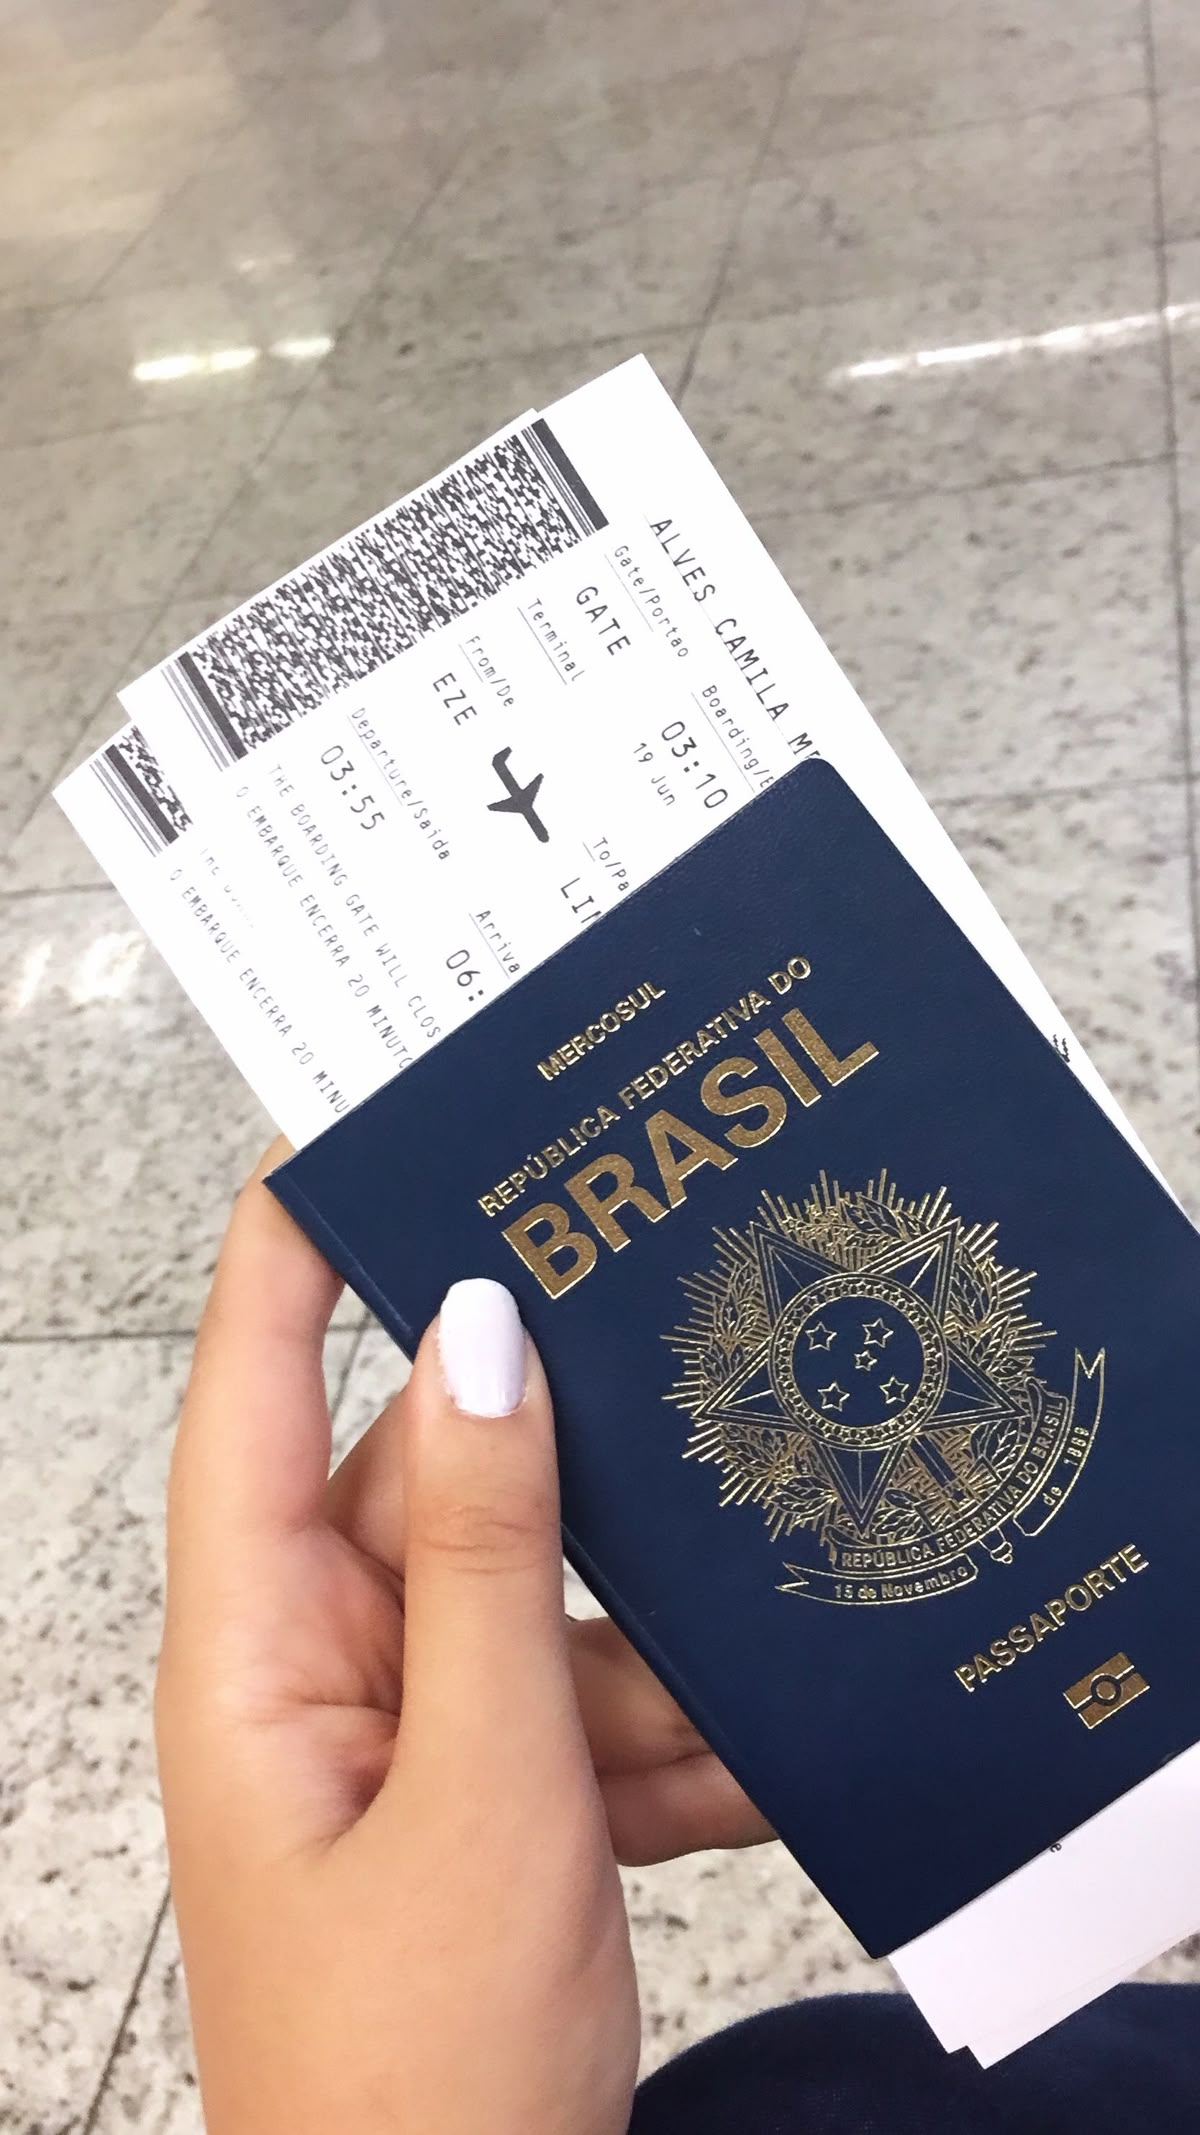 ALVES CAMILA
Gate/Portao
GATE
Terminal
Boarding/
03:10
19 Jun
From/De
EZE
To/Pa
Departure/Saida
03:55
Arriva
06:
THE BOARDING GATE WILL CLOS
O EMBARQUE ENCERRA 20 MINUTO
O EMBARQUE ENCERRA 20 MINU
MERCOSUL
REPÚBLICA FEDERATIVA DO
BRASIL
REPÚBLICA FEDERATIVA DO BRASIL
15 de Novembro
de 1889
PASSAPORTE